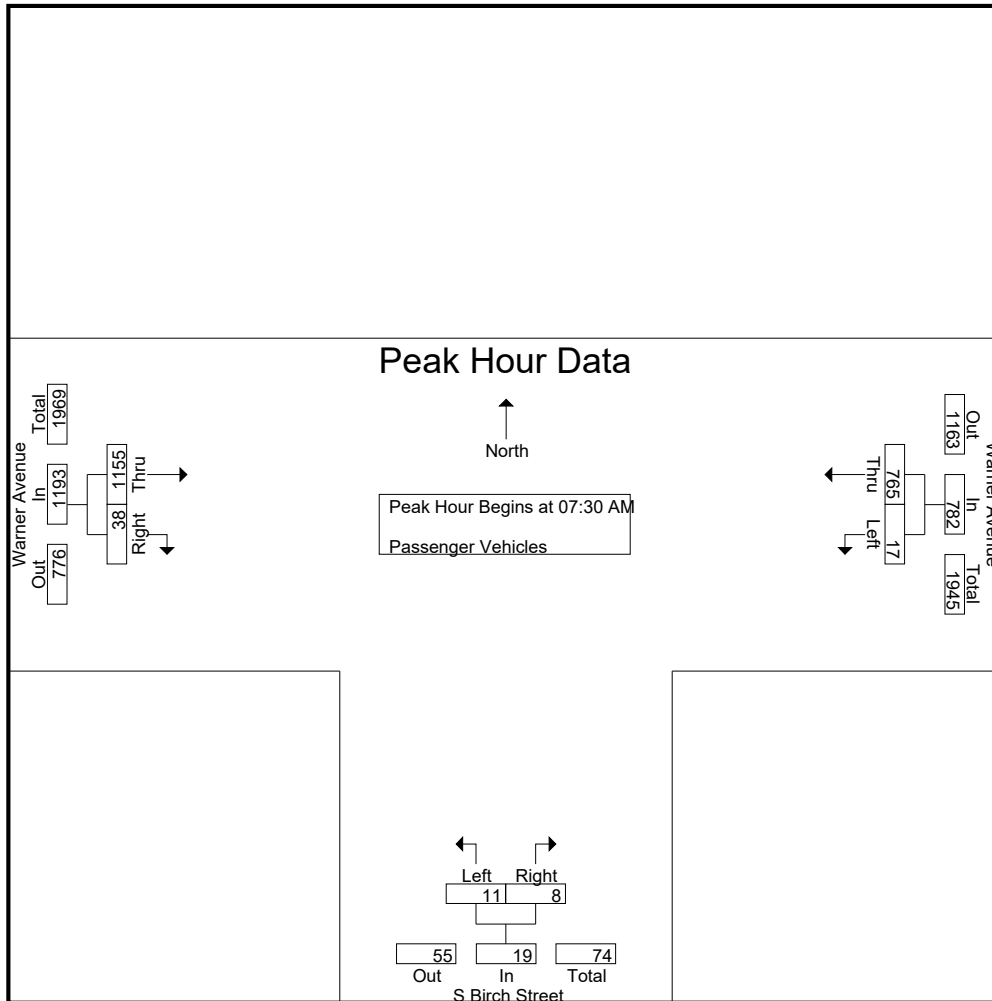 Peak Hour Data
North
Peak Hour Begins at 07:30 AM
Passenger Vehicles
Warner Avenue
Total
1969
In
1193
Out
776
1155
Thru
38
Right
Warner Avenue
Out
1163
In
782
Total
1945
Thru
765
Left
17
Left Right
11 8
55 19 74
Out In Total
S Birch Street